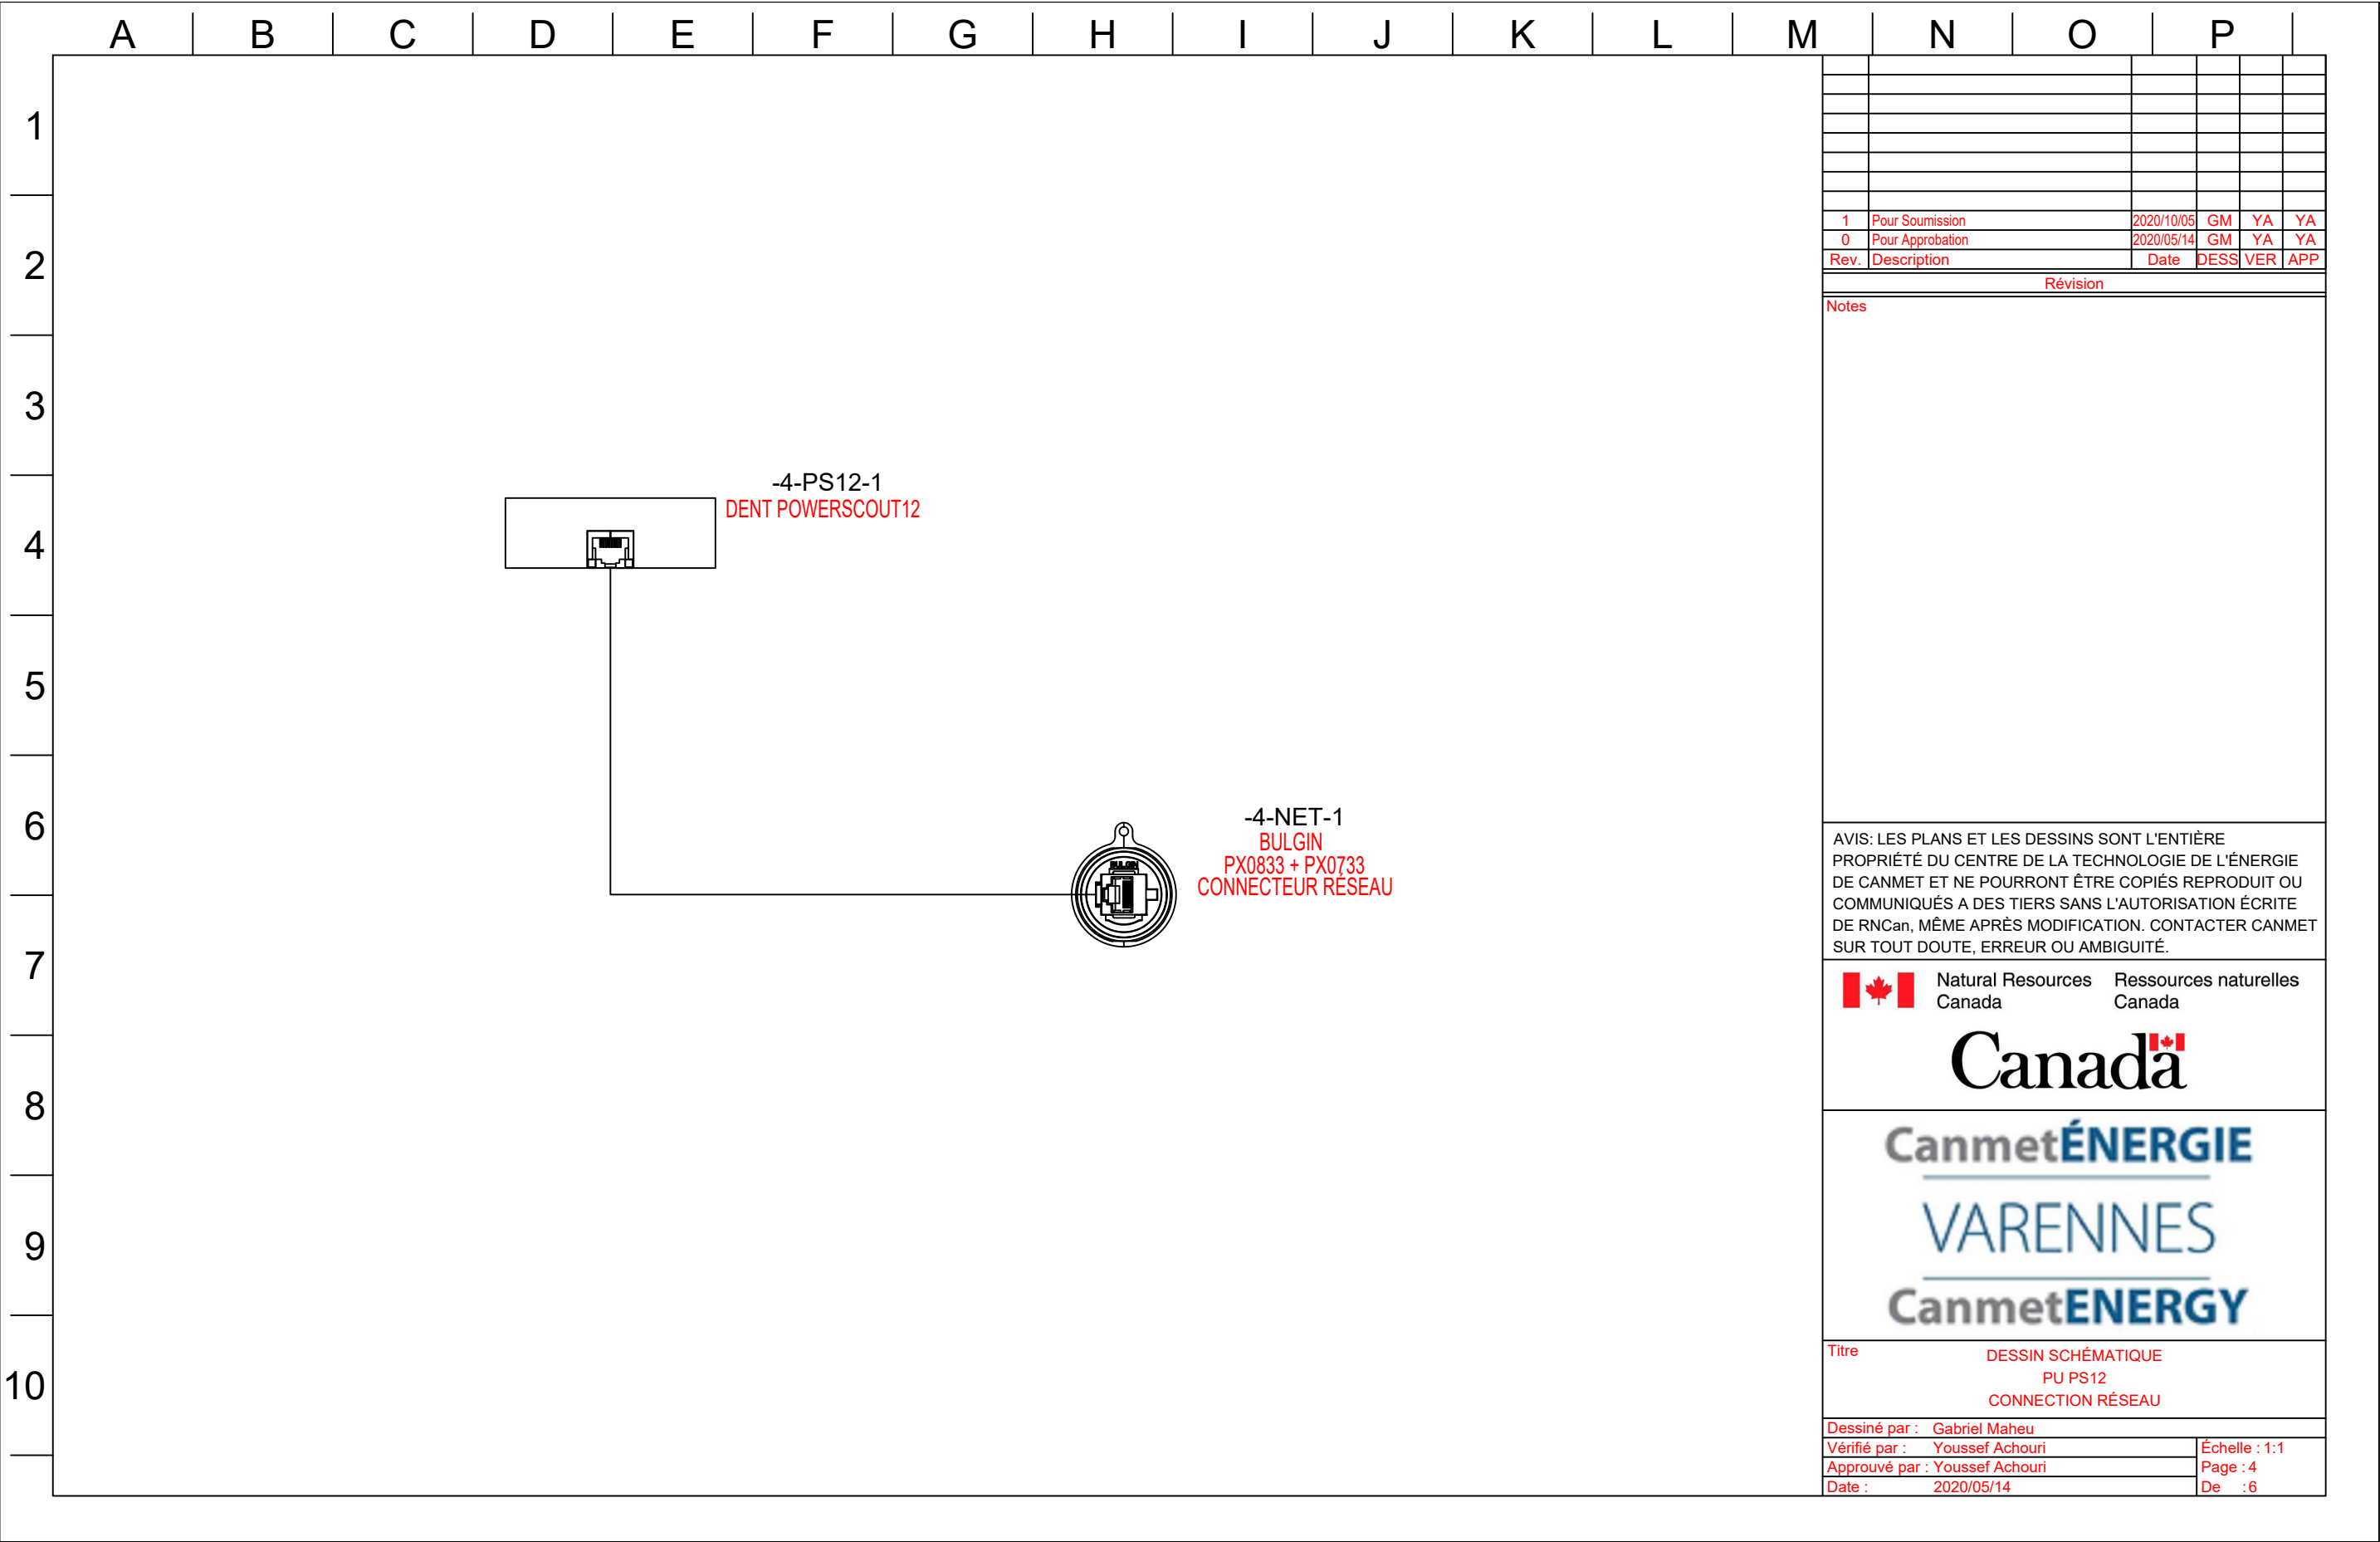 A B C D E F G H I J K L M N O P
1
2
3
4
5
6
7
8
9
10
-4-PS12-1
DENT POWERSCOUT12
-4-NET-1
BULGIN
PX0833 + PX0733
CONNECTEUR RÉSEAU
BULGIN
1 Pour Soumission 2020/10/05 GM YA YA
0 Pour Approbation 2020/05/14 GM YA YA
Rev. Description Date DESS VER APP
Révision
Notes
AVIS: LES PLANS ET LES DESSINS SONT L'ENTIÈRE
PROPRIÉTÉ DU CENTRE DE LA TECHNOLOGIE DE L'ÉNERGIE
DE CANMET ET NE POURRONT ÊTRE COPIÉS REPRODUIT OU
COMMUNIQUÉS A DES TIERS SANS L'AUTORISATION ÉCRITE
DE RNCan, MÊME APRÈS MODIFICATION. CONTACTER CANMET
SUR TOUT DOUTE, ERREUR OU AMBIGUITÉ.
Natural Resources Ressources naturelles
Canada Canada
Canada
CanmetÉNERGIE
VARENNES
CanmetENERGY
Titre
DESSIN SCHÉMATIQUE
PU PS12
CONNECTION RÉSEAU
Dessiné par : Gabriel Maheu
Vérifié par : Youssef Achouri Échelle : 1:1
Approuvé par : Youssef Achouri Page : 4
Date : 2020/05/14 De : 6